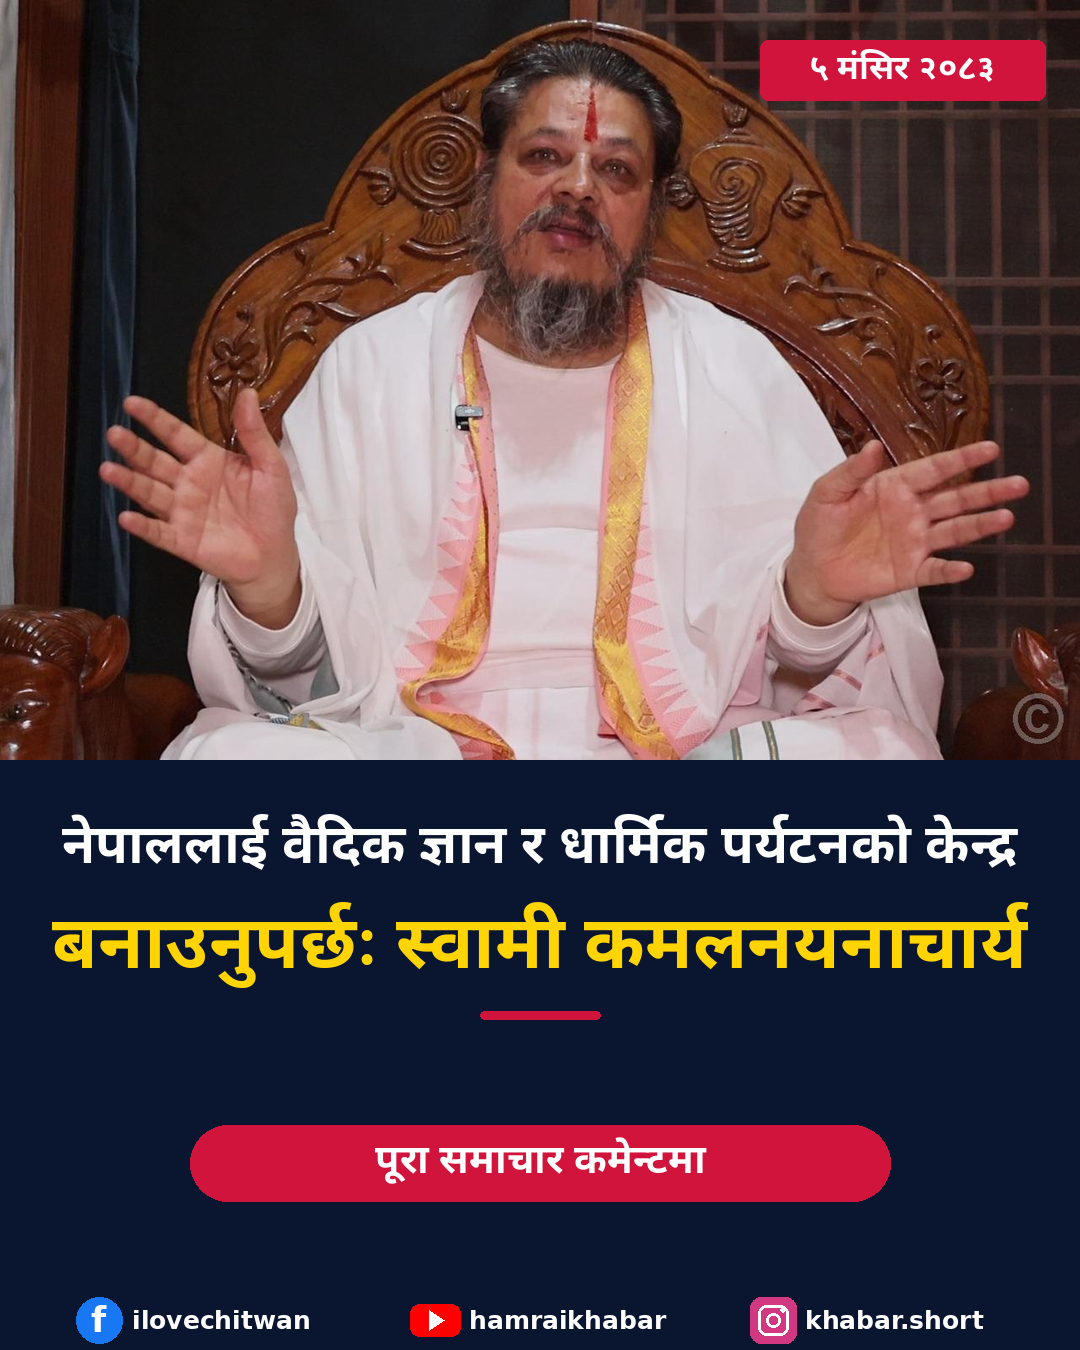 ५ मंसिर २०८३
©
नेपाललाई वैदिक ज्ञान र धार्मिक पर्यटनको केन्द्र
बनाउनुपर्छः स्वामी कमलनयनाचार्य
पूरा समाचार कमेन्टमा
f ilovechitwan hamraikhabar khabar.short